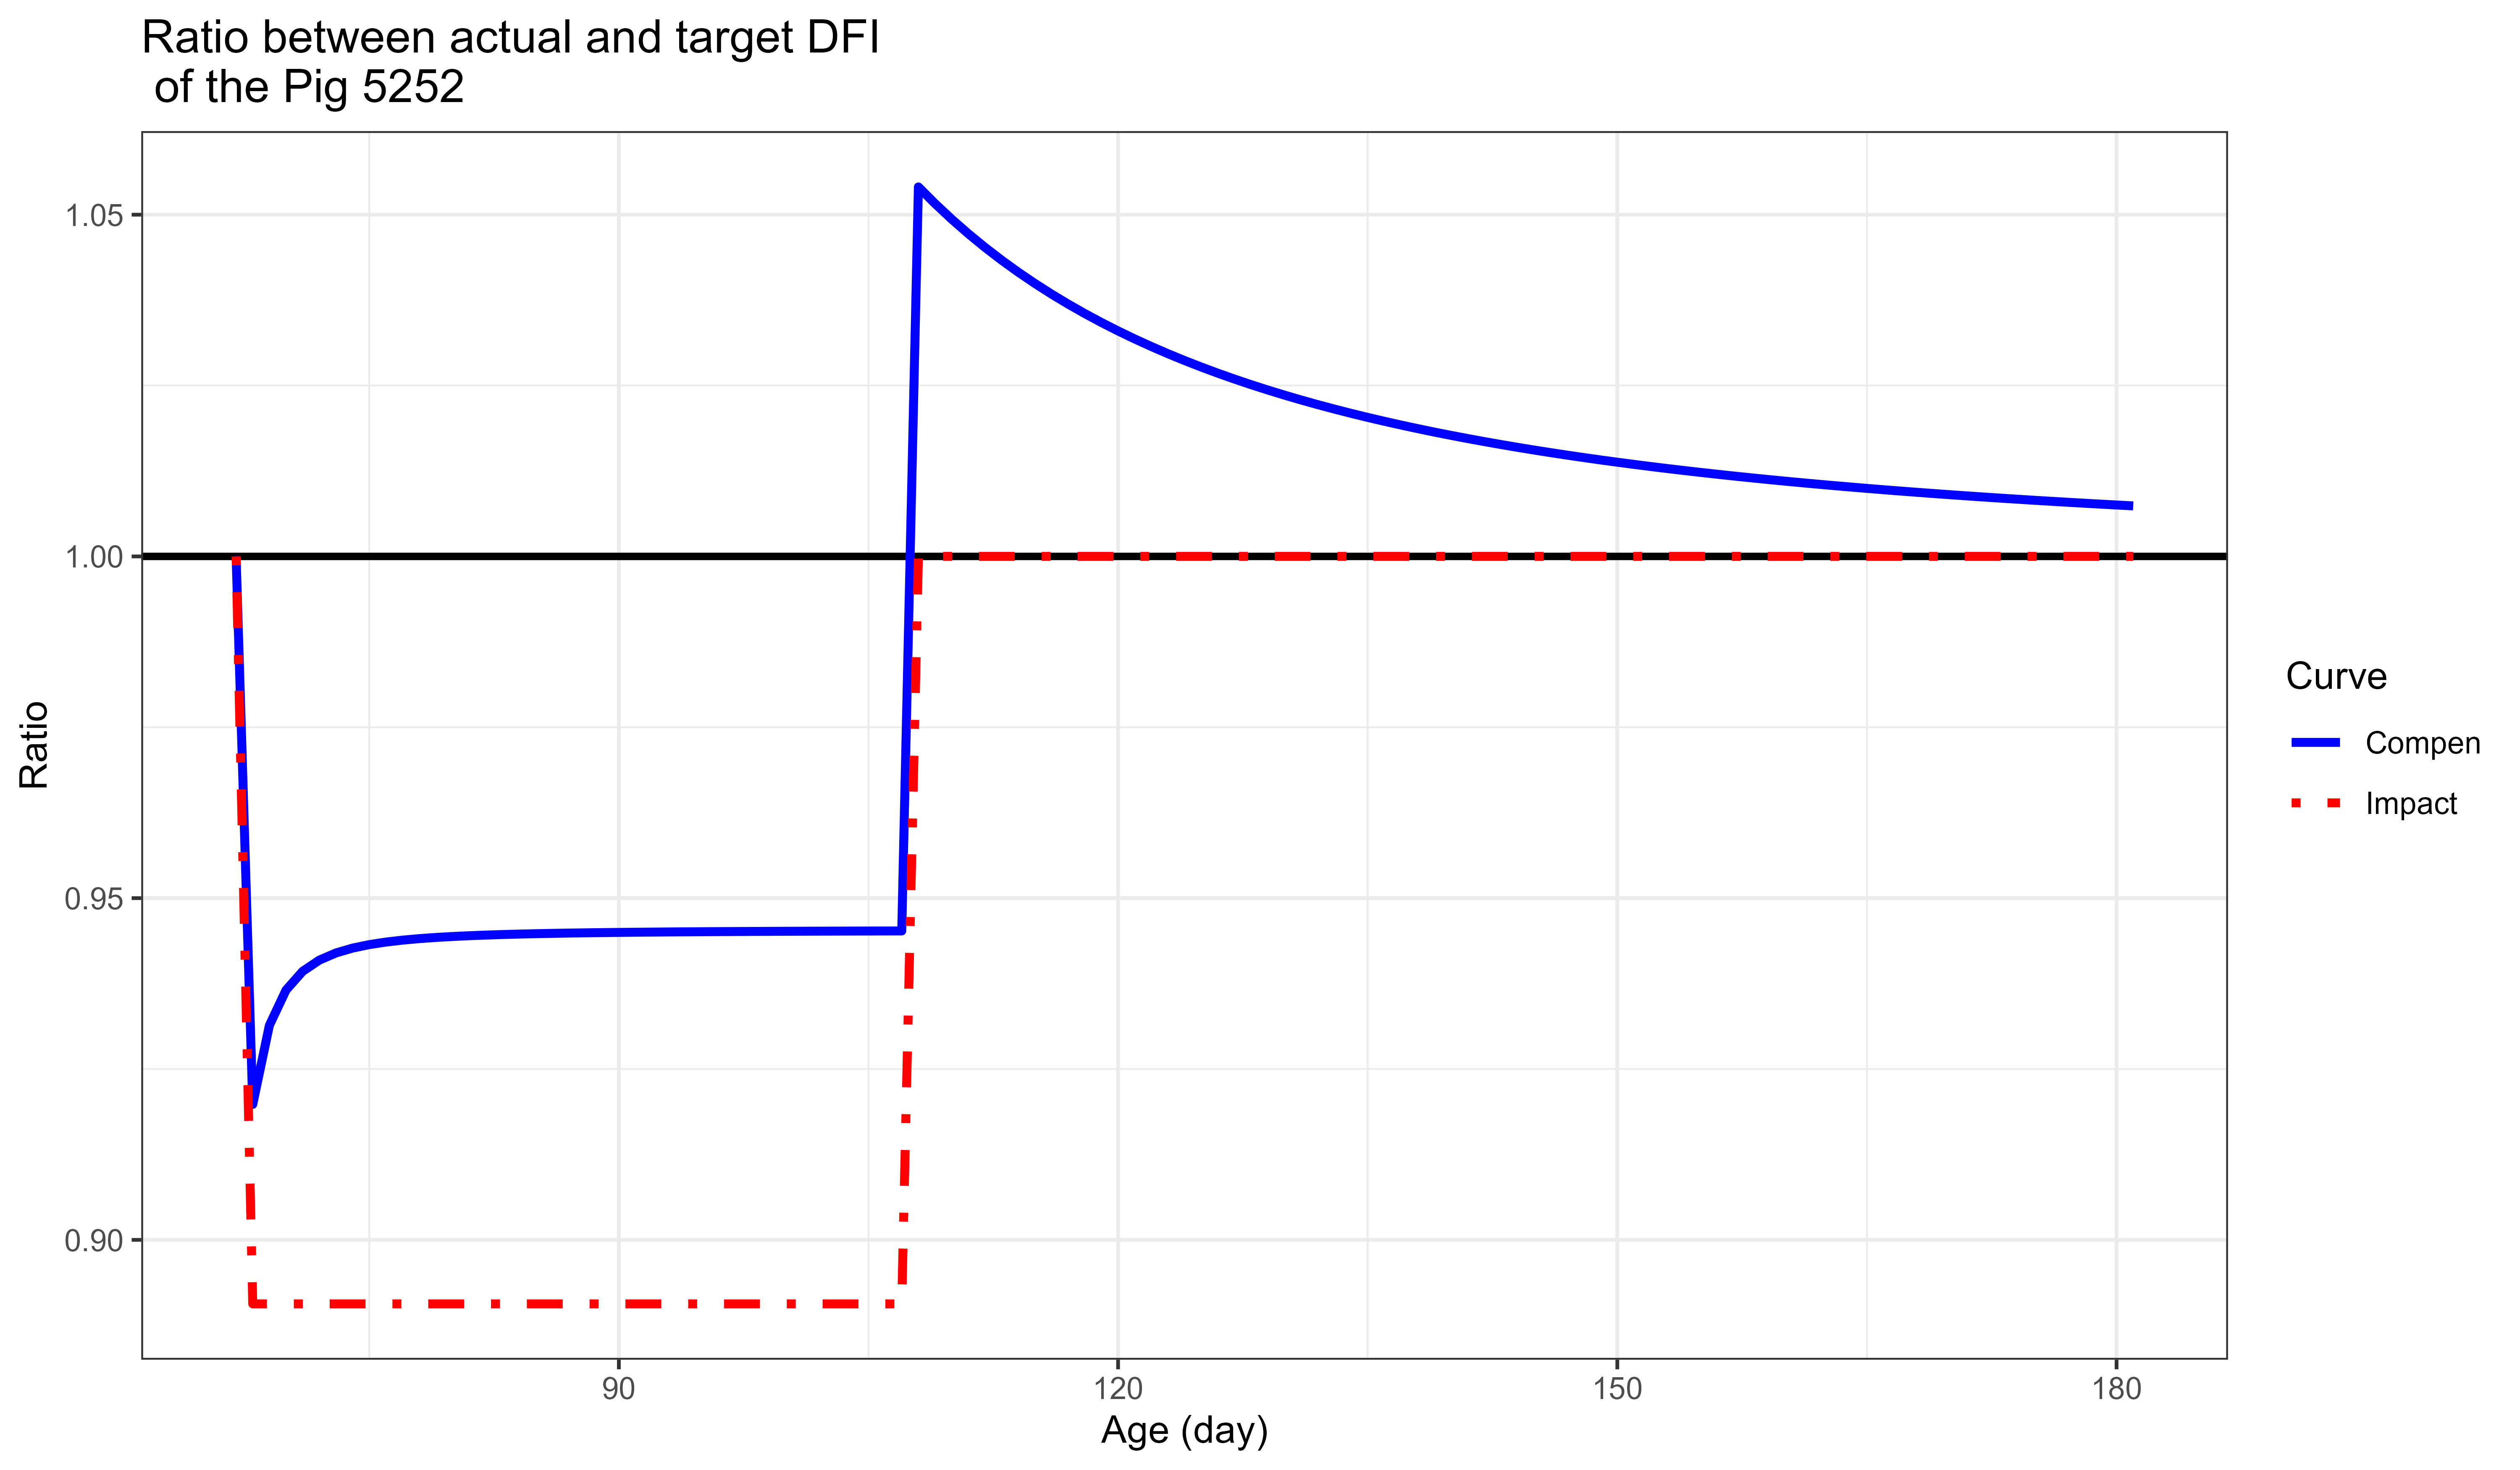 Ratio between actual and target DFI
of the Pig 5252
1.05
1.00
0.95
0.90
Ratio
90
120
150
180
Age (day)
Curve
Compen
Impact